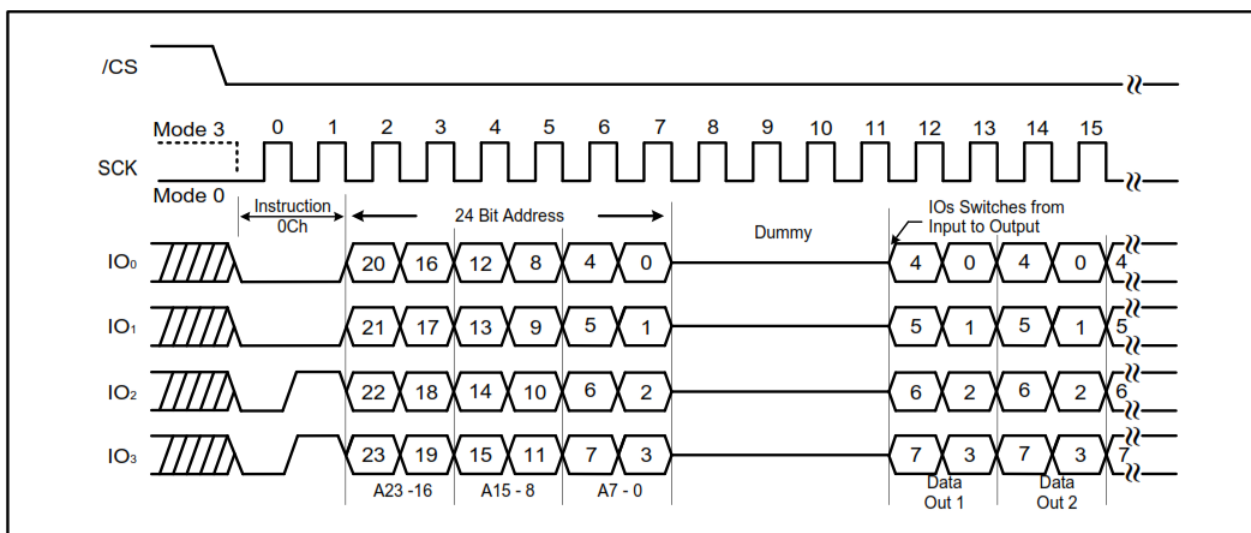 /CS
Mode 3 0 1 2 3 4 5 6 7 8 9 10 11 12 13 14 15
SCK
Mode 0
Instruction
0Ch
24 Bit Address
Dummy
IOs Switches from
Input to Output
IO0 20 16 12 8 4 0 4 0 4 0 4
IO1 21 17 13 9 5 1 5 1 5 1 5
IO2 22 18 14 10 6 2 6 2 6 2 6
IO3 23 19 15 11 7 3 7 3 7 3 7
A23 -16 A15 - 8 A7 - 0
Data
Out 1
Data
Out 2